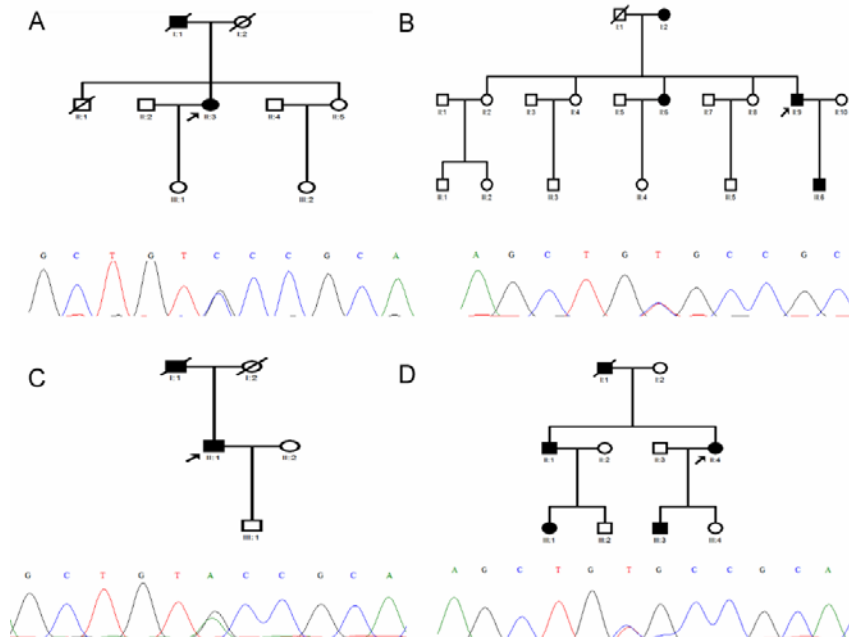 A
I:1 I:2
II:1 II:2 II:3 II:4 II:5
III:1 III:2
G C T G T C C C G C A
B
I:1 I:2
II:1 II:2 II:3 II:4 II:5 II:6 II:7 II:8 II:9 II:10
III:1 III:2 III:3 III:4 III:5 III:6
A G C T G T G C C G C
C
I:1 I:2
II:1 II:2
III:1
G C T G T A C C G C A
D
I:1 I:2
II:1 II:2 II:3 II:4
III:1 III:2 III:3 III:4
A G C T G T G C C G C A